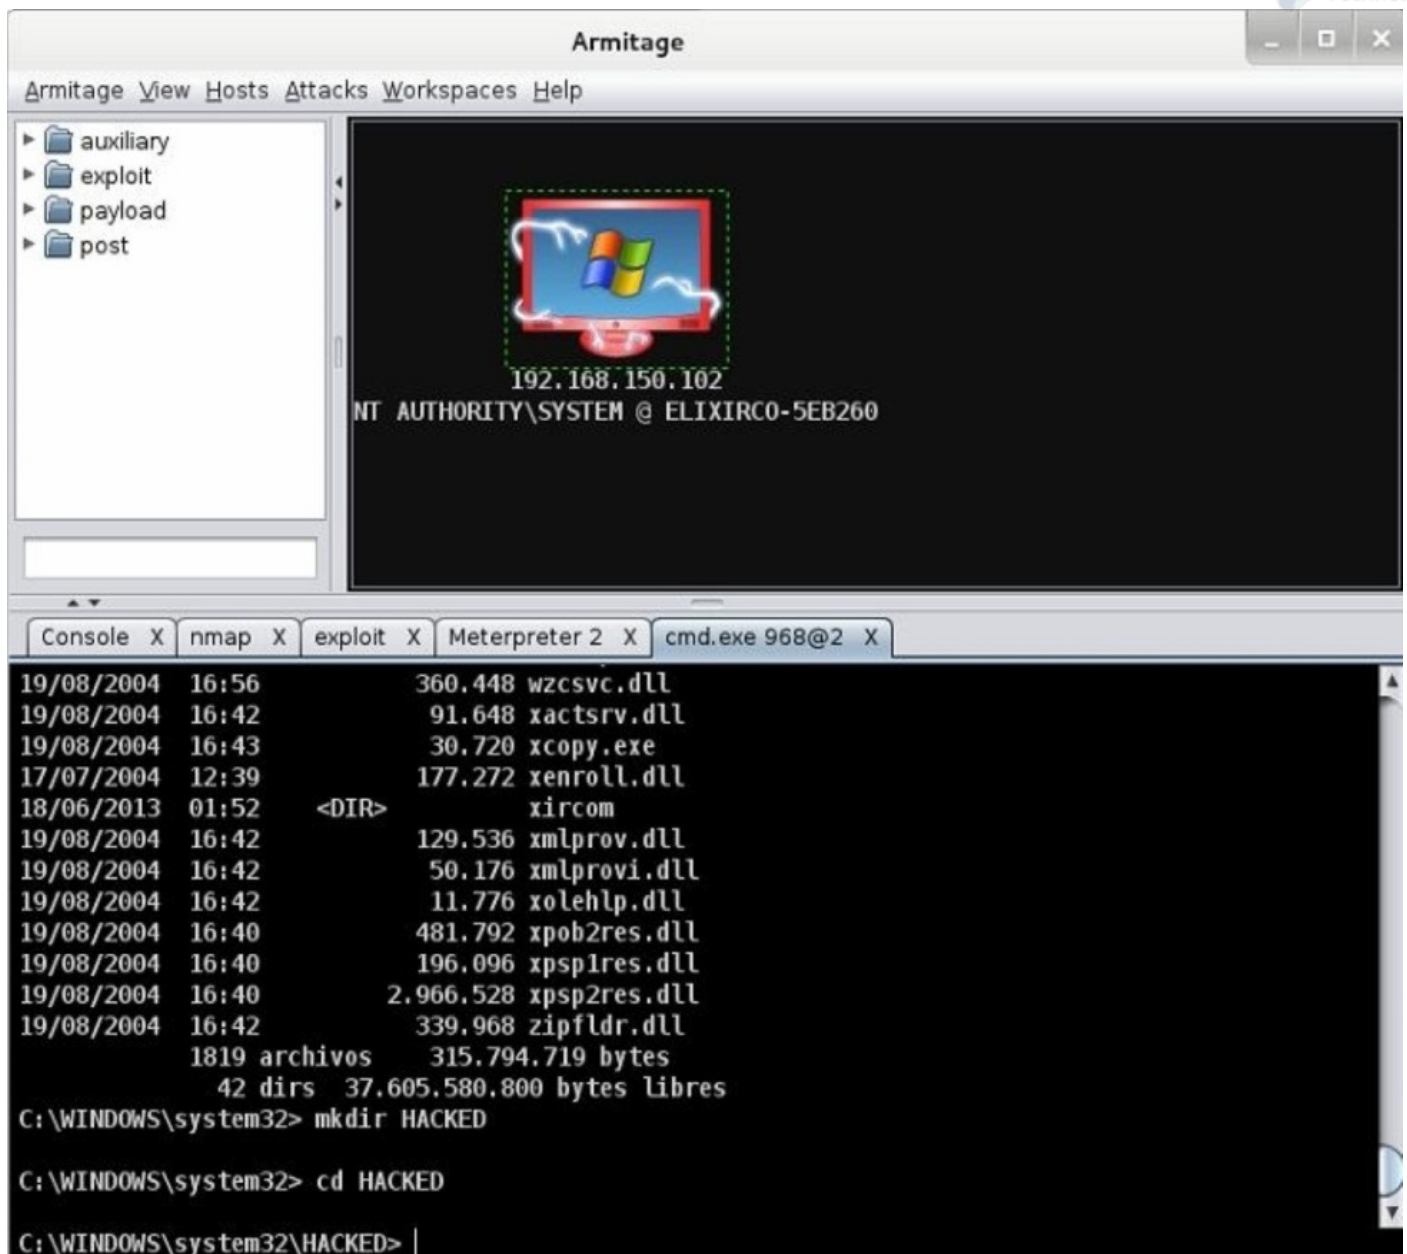 Armitage
Armitage View Hosts Attacks Workspaces Help
auxiliary
exploit
payload
post
192.168.150.102
NT AUTHORITY\SYSTEM @ ELIXIRCO-5EB260
Console X nmap X exploit X Meterpreter 2 X cmd.exe 968@2 X
19/08/2004 16:56 360.448 wzcsvc.dll
19/08/2004 16:42 91.648 xactsrv.dll
19/08/2004 16:43 30.720 xcopy.exe
17/07/2004 12:39 177.272 xenroll.dll
18/06/2013 01:52 <DIR> xircom
19/08/2004 16:42 129.536 xmlprov.dll
19/08/2004 16:42 50.176 xmlprovi.dll
19/08/2004 16:42 11.776 xolehlp.dll
19/08/2004 16:40 481.792 xpob2res.dll
19/08/2004 16:40 196.096 xpsp1res.dll
19/08/2004 16:40 2.966.528 xpsp2res.dll
19/08/2004 16:42 339.968 zipfldr.dll
1819 archivos 315.794.719 bytes
42 dirs 37.605.580.800 bytes libres
C:\WINDOWS\system32> mkdir HACKED
C:\WINDOWS\system32> cd HACKED
C:\WINDOWS\system32\HACKED>